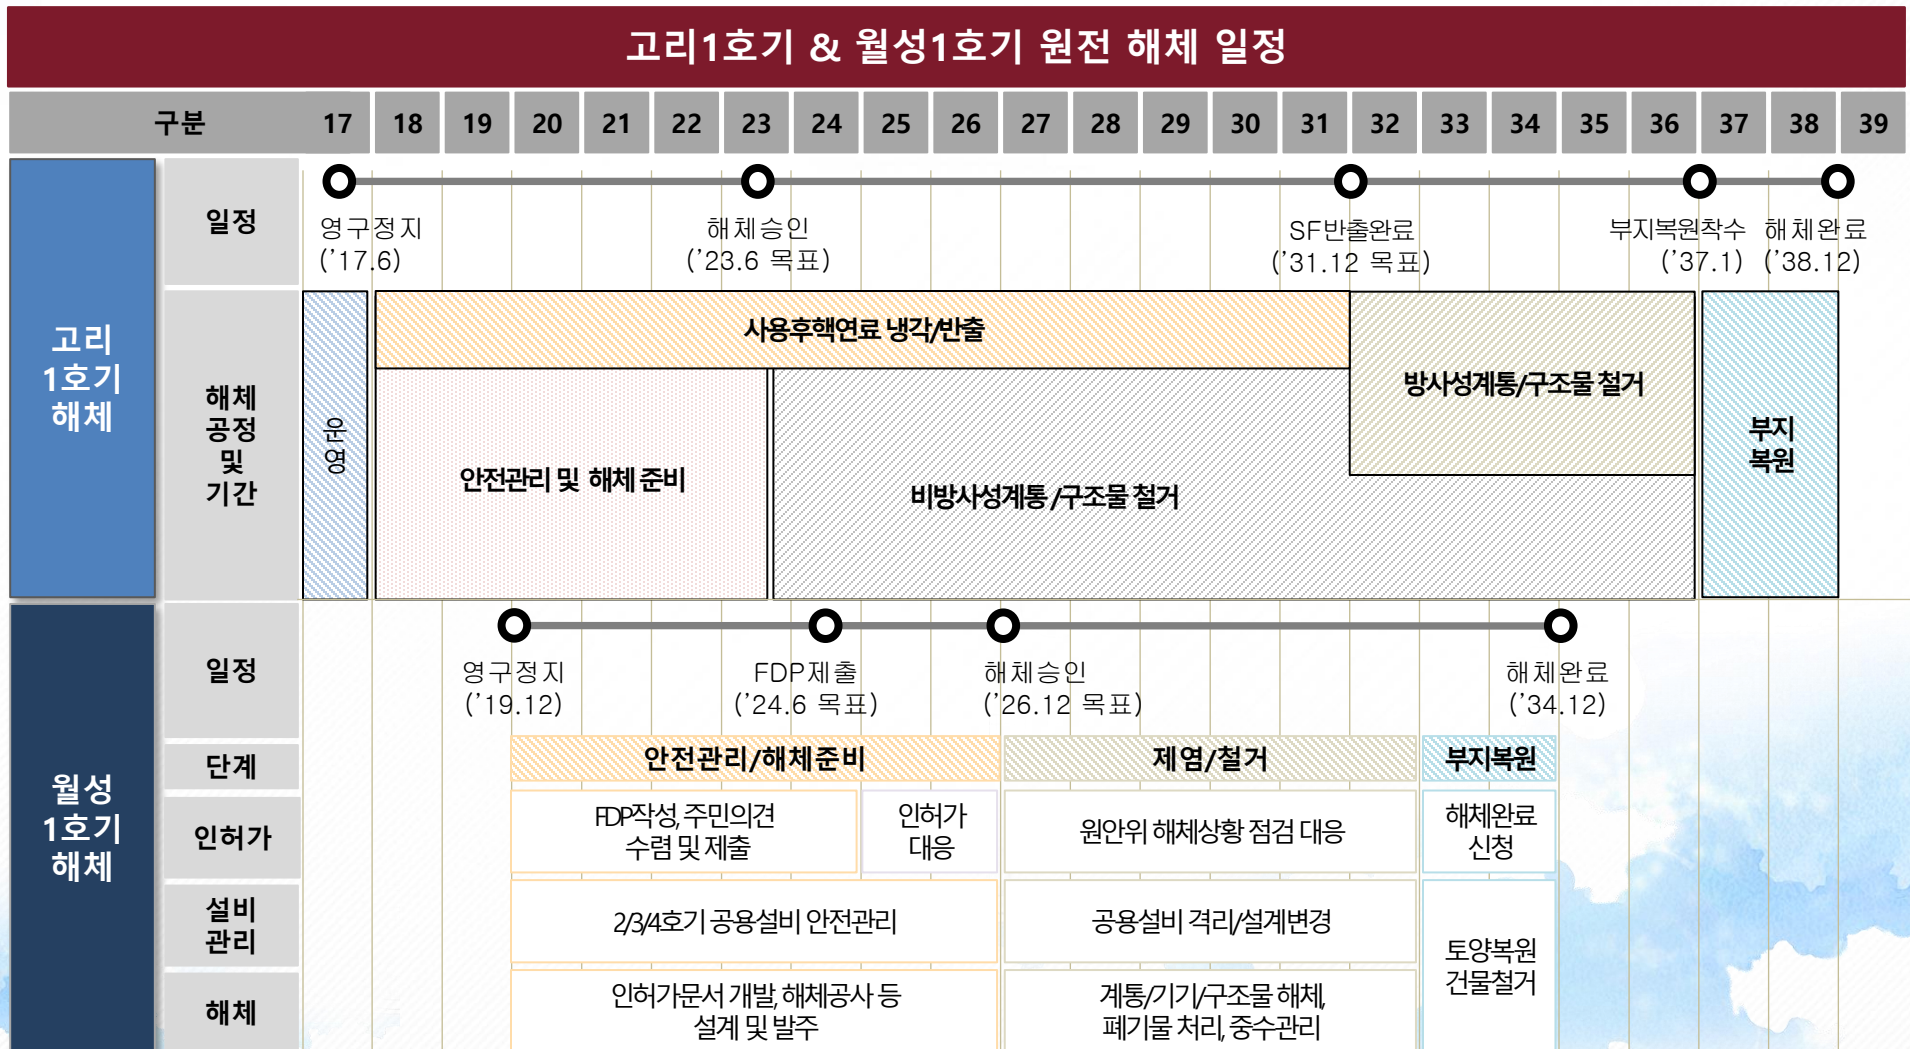 고리1호기 & 월성1호기 원전 해체 일정
구분 17 18 19 20 21 22 23 24 25 26 27 28 29 30 31 32 33 34 35 36 37 38 39
고리
1호기
해체
일정
영구정지
('17.6)
해체승인
('23.6 목표)
SF반출완료
('31.12 목표)
부지복원착수
('37.1)
해체완료
('38.12)
해체
공정
및
기간
운
영
사용후핵연료 냉각/반출
안전관리 및 해체 준비
비방사성계통 /구조물 철거
방사성계통/구조물 철거
부지
복원
월성
1호기
해체
일정
영구정지
('19.12)
FDP제출
('24.6 목표)
해체승인
('26.12 목표)
해체완료
('34.12)
단계
안전관리/해체준비
제염/철거
부지복원
인허가
FDP작성, 주민의견
수렴 및 제출
인허가
대응
원안위 해체상황 점검 대응
해체완료
신청
설비
관리
2/3/4호기 공용설비 안전관리
공용설비 격리/설계변경
토양복원
건물철거
해체
인허가문서 개발, 해체공사 등
설계 및 발주
계통/기기/구조물 해체,
폐기물 처리, 중수관리